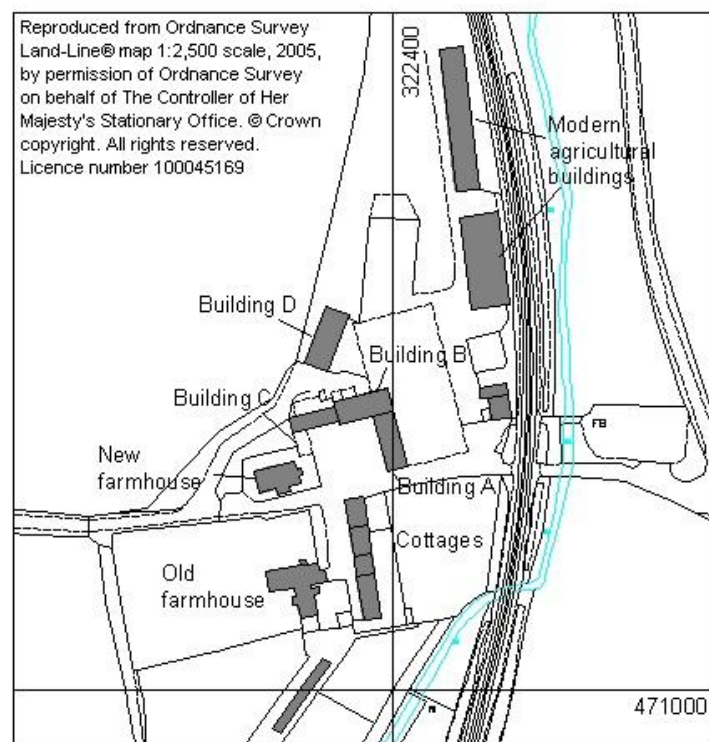 Reproduced from Ordnance Survey
Land-Line® map 1:2,500 scale, 2005,
by permission of Ordnance Survey
on behalf of The Controller of Her
Majesty's Stationary Office. © Crown
copyright. All rights reserved.
Licence number 100045169
322400
Modern
agricultural
buildings
Building D
Building B
Building C
FB
New
farmhouse
Building A
Cottages
Old
farmhouse
471000